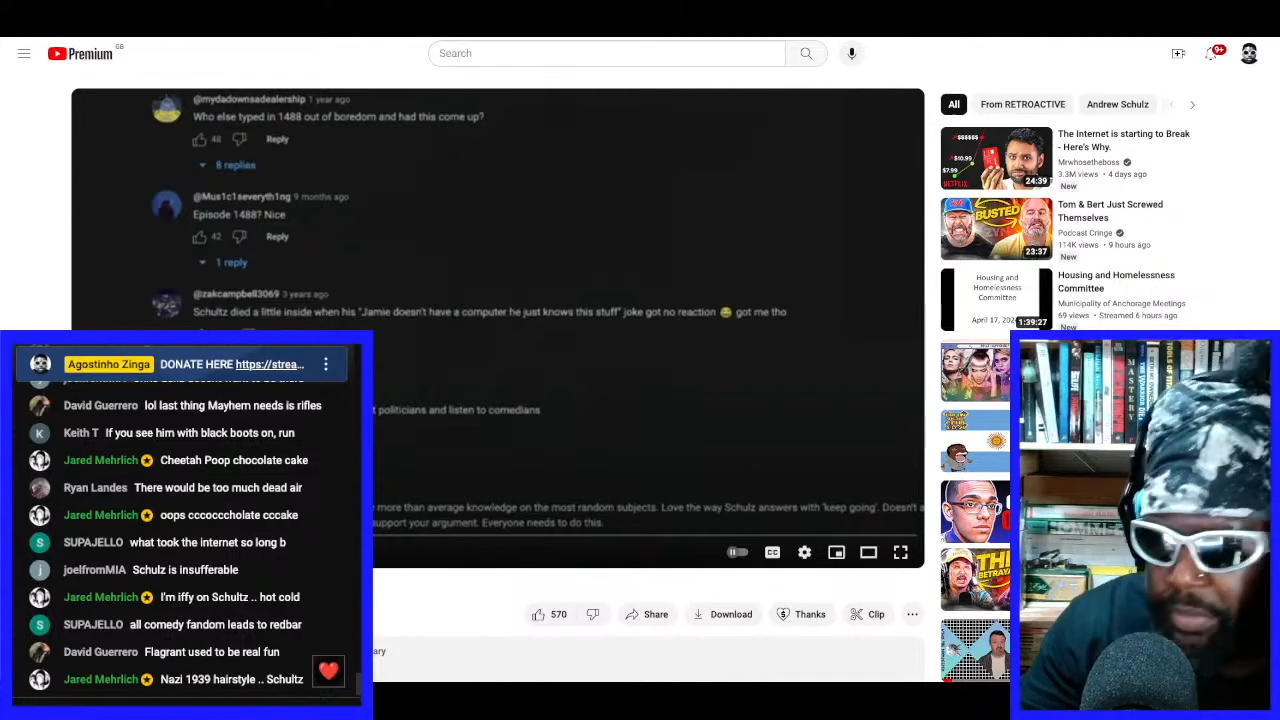 Premium GB
Search
9+
@mydadownsadealership 1 year ago
Who else typed in 1488 out of boredom and had this come up?
48 Reply
8 replies
@Mus1c1severyth1ng 9 months ago
Episode 1488? Nice
42 Reply
1 reply
@zakcampbell3069 3 years ago
Schultz died a little inside when his "Jamie doesn't have a computer he just knows this stuff" joke got no reaction 😂 got me tho
t politicians and listen to comedians
more than average knowledge on the most random subjects. Love the way Schulz answers with 'keep going'. Doesn't a
support your argument. Everyone needs to do this.
CC
570 Share Download Thanks Clip
ary
All From RETROACTIVE Andrew Schulz
$$$$$$
$10.99
$7.99
NETFLIX
24:39
The Internet is starting to Break
- Here's Why.
Mrwhosetheboss
3.3M views • 4 days ago
New
BUSTED
ZYN
23:37
Tom & Bert Just Screwed
Themselves
Podcast Cringe
114K views • 9 hours ago
New
Housing and
Homelessness
Committee
1:39:27
Housing and Homelessness
Committee
Municipality of Anchorage Meetings
69 views • Streamed 6 hours ago
New
Agostinho Zinga DONATE HERE https://strea...
David Guerrero lol last thing Mayhem needs is rifles
Keith T If you see him with black boots on, run
Jared Mehrlich Cheetah Poop chocolate cake
Ryan Landes There would be too much dead air
Jared Mehrlich oops cccocccholate cccake
SUPAJELLO what took the internet so long b
joelfromMIA Schulz is insufferable
Jared Mehrlich I'm iffy on Schultz .. hot cold
SUPAJELLO all comedy fandom leads to redbar
David Guerrero Flagrant used to be real fun
Jared Mehrlich Nazi 1939 hairstyle .. Schultz
MASTERY